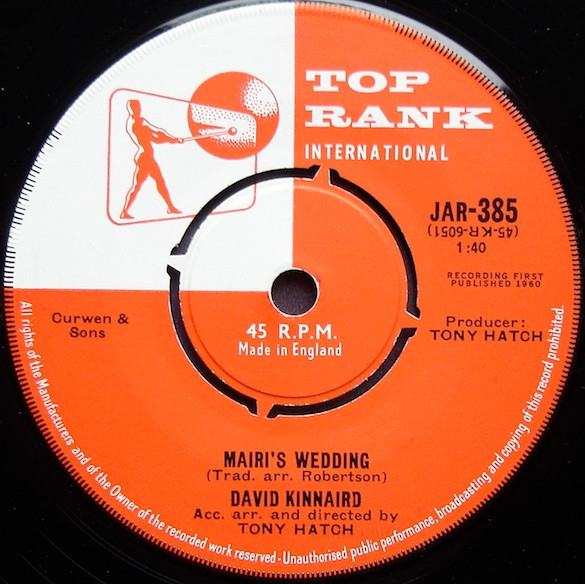 TOP
RANK
INTERNATIONAL
JAR-385
(45-K R-6051)
1:40
RECORDING FIRST
PUBLISHED 1960
Curwen &
Sons
Producer:
TONY HATCH
45 R.P.M.
Made in England
MAIRI'S WEDDING
(Trad. arr. Robertson)
DAVID KINNAIRD
Acc. arr. and directed by
TONY HATCH
All rights of the Manufacturers and of the Owner of the recorded work reserved - Unauthorised public performance, broadcasting and copying of this record prohibited.